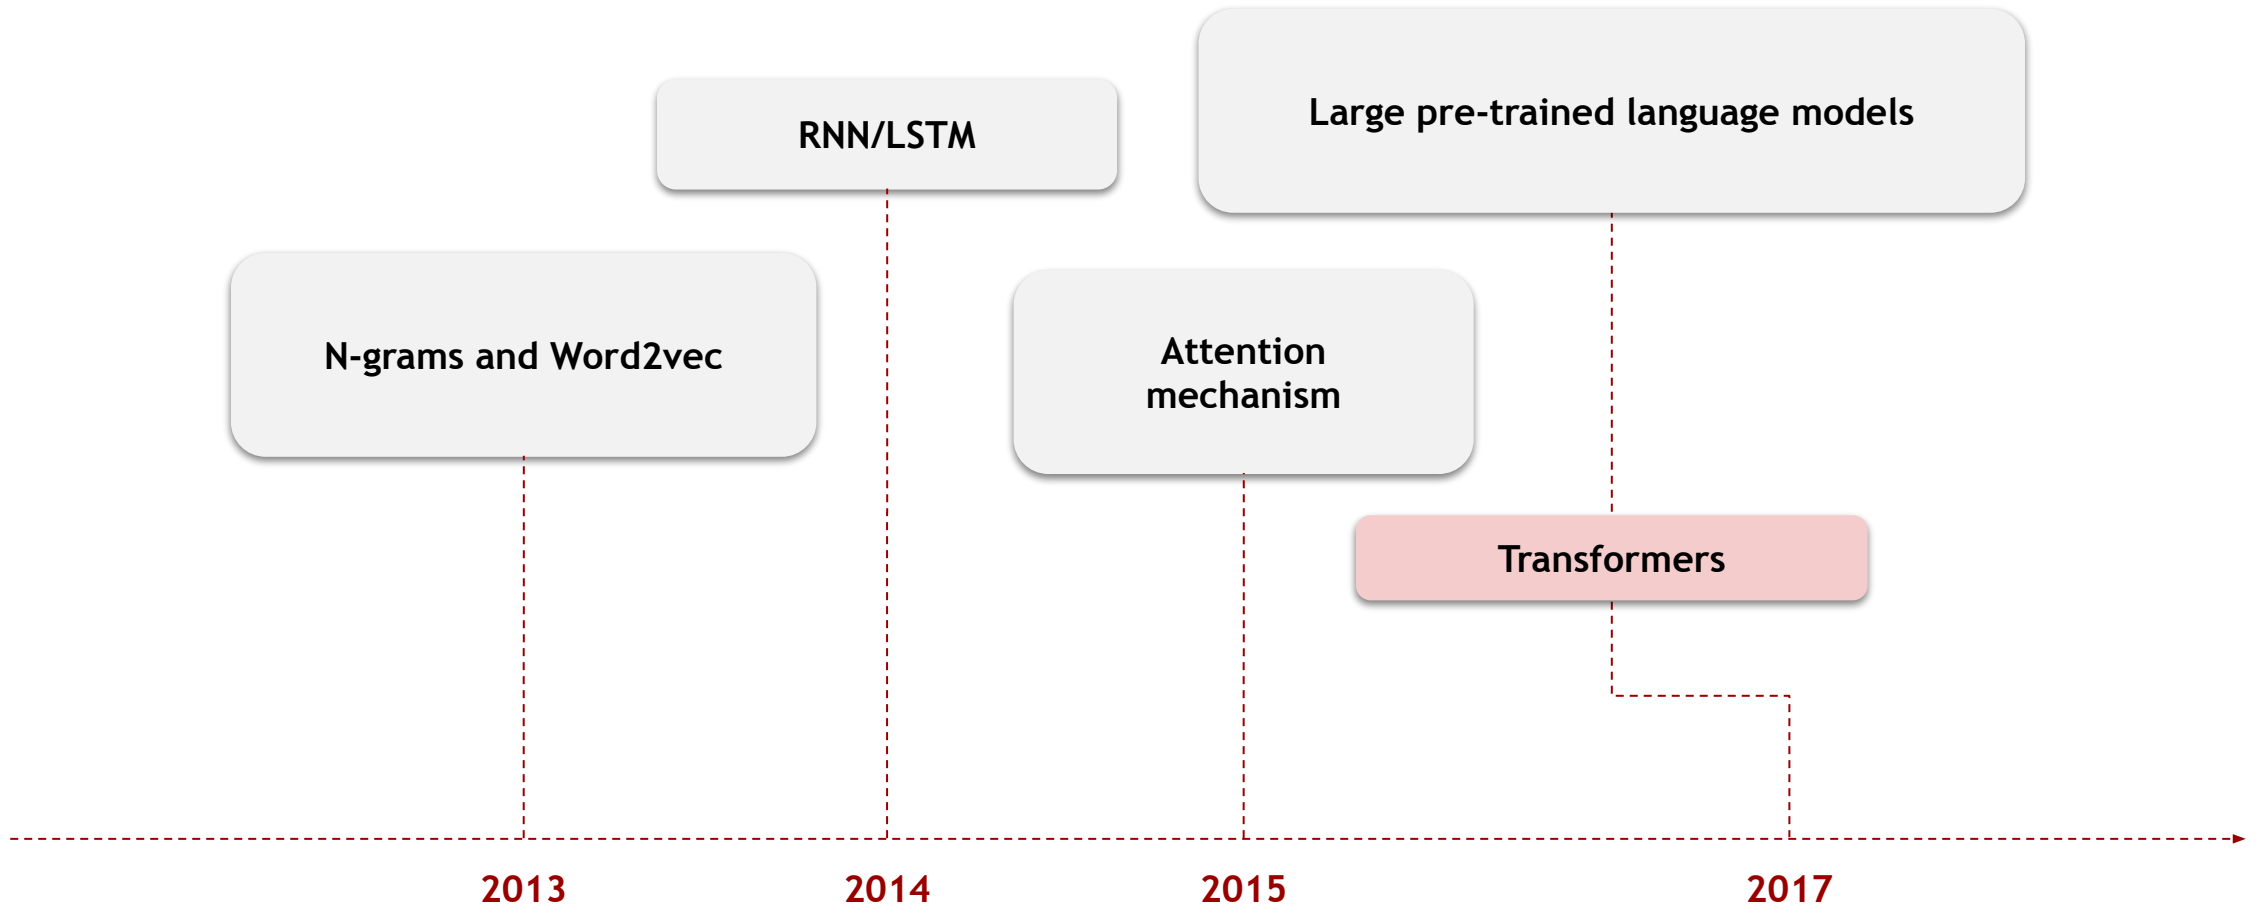 Large pre-trained language models
RNN/LSTM
N-grams and Word2vec
Attention
mechanism
Transformers
2013
2014
2015
2017